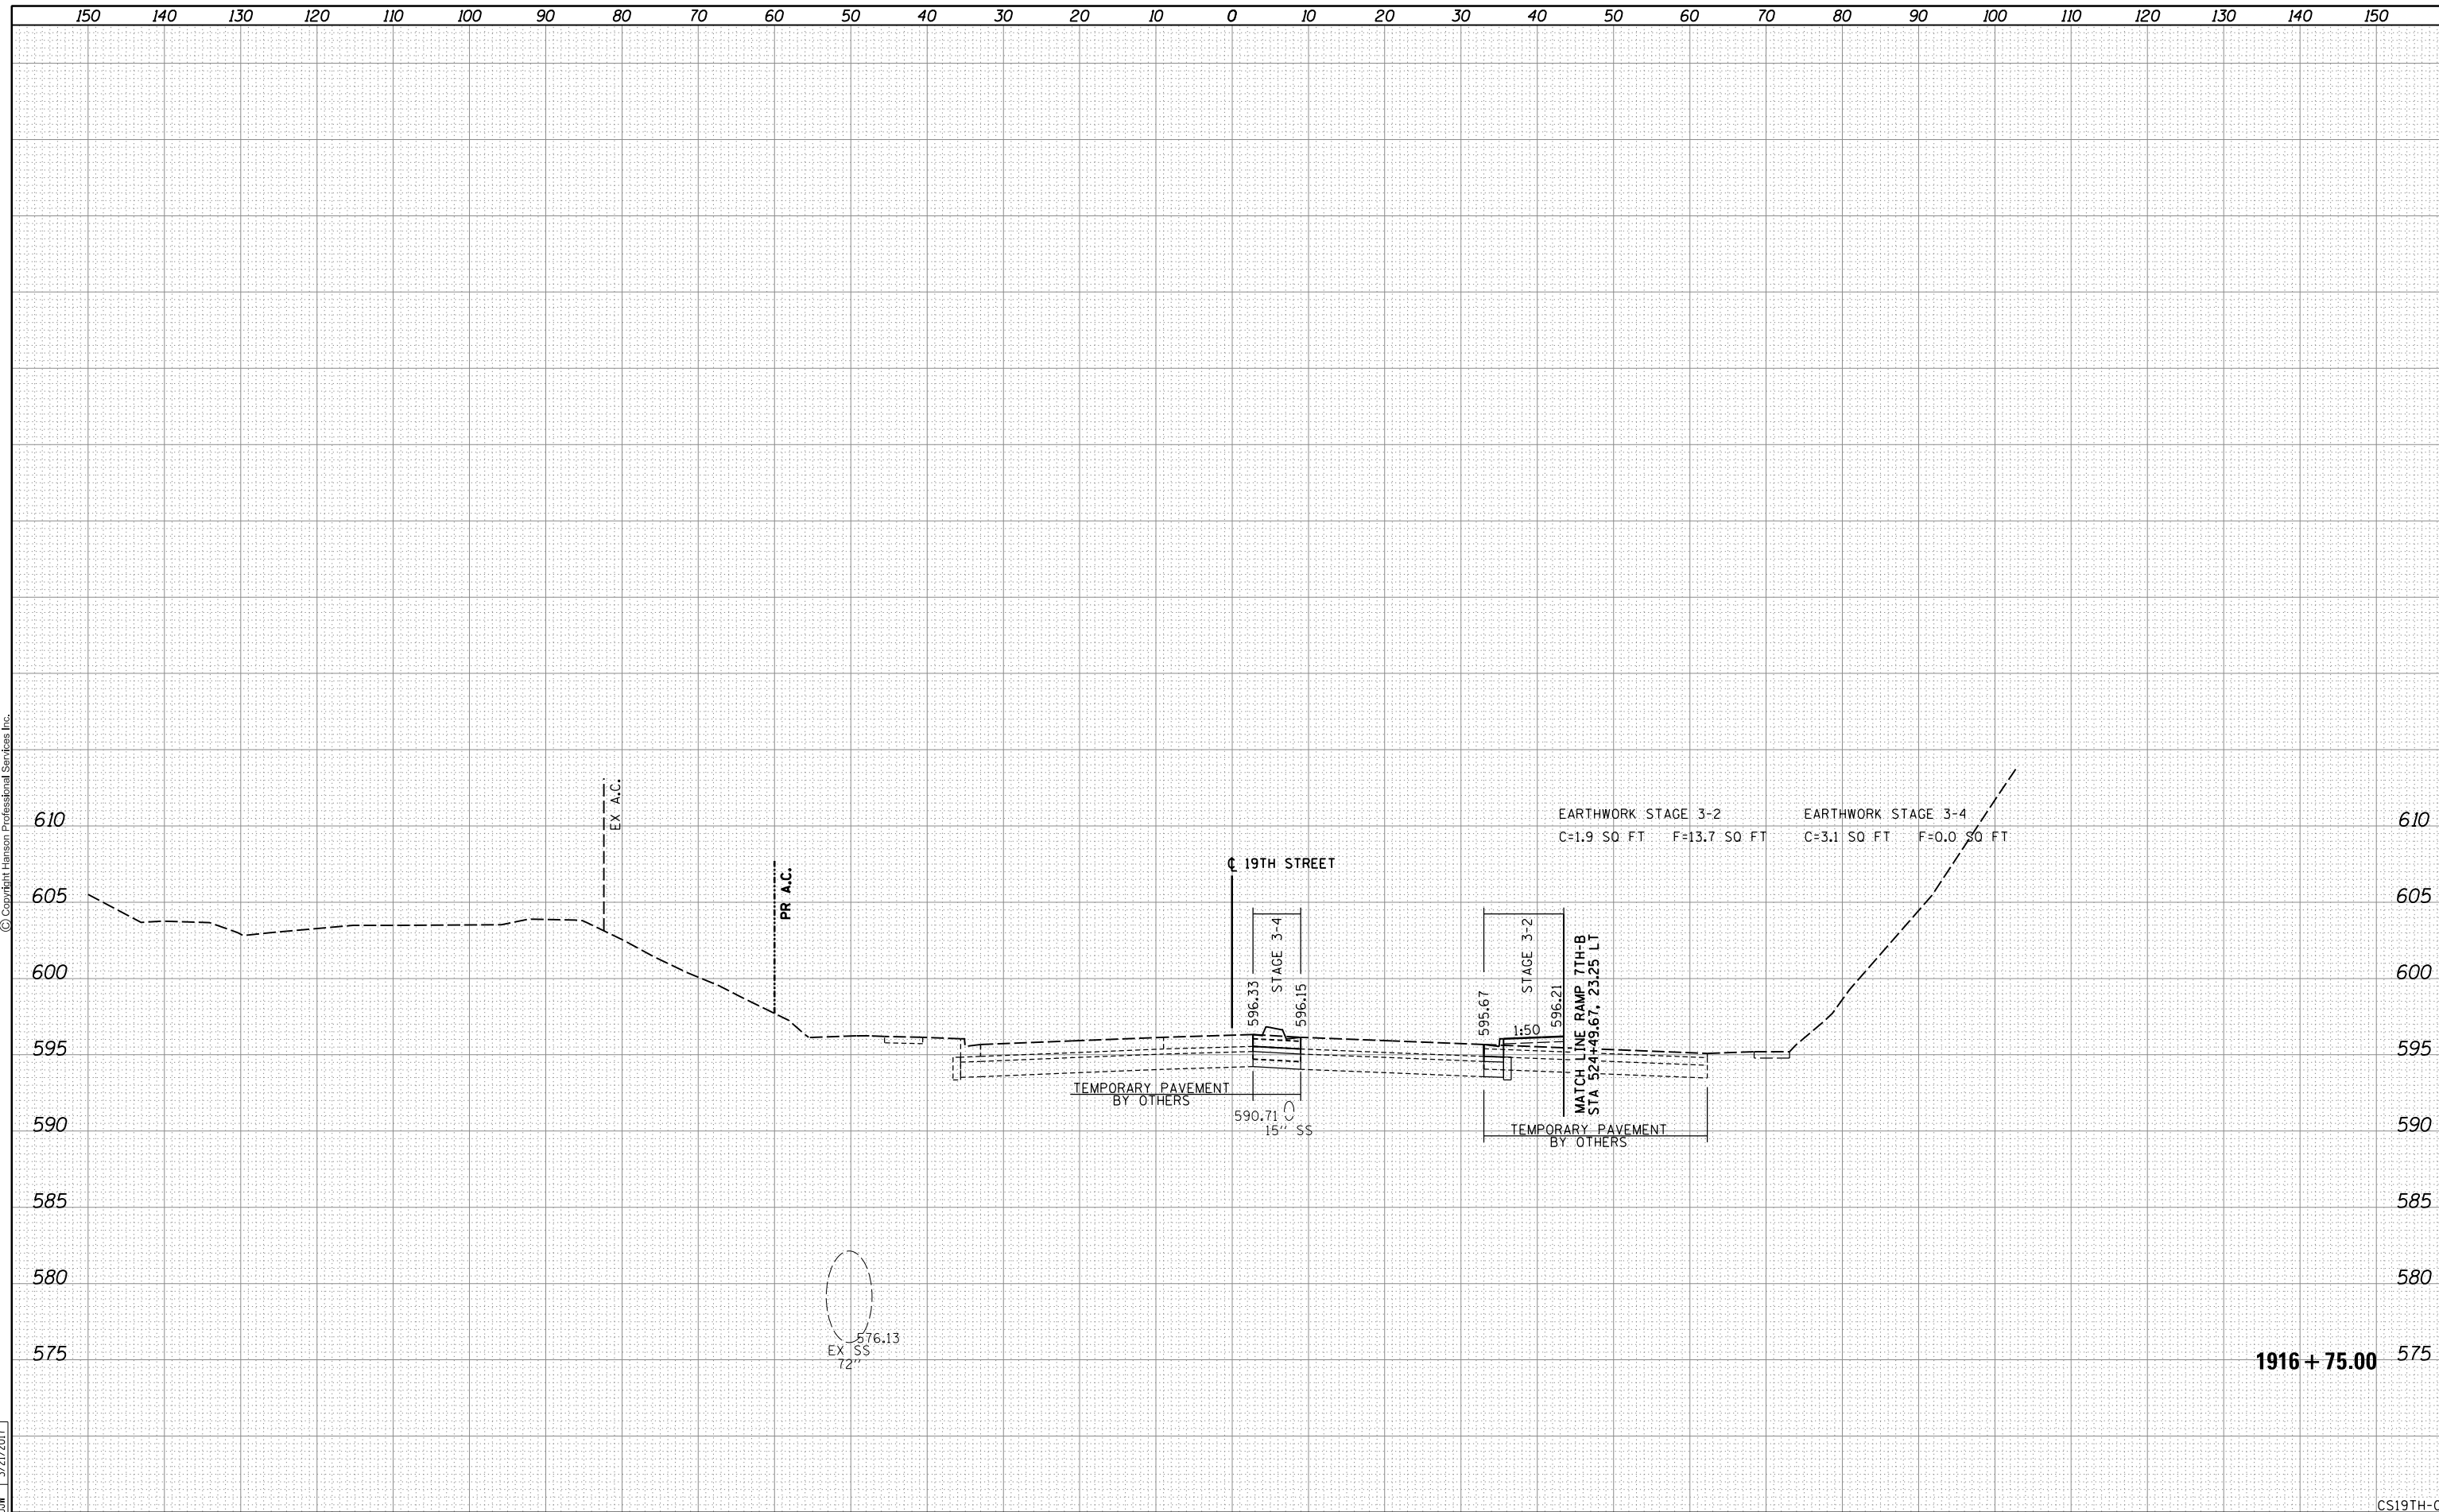 150 140 130 120 110 100 90 80 70 60 50 40 30 20 10 0 10 20 30 40 50 60 70 80 90 100 110 120 130 140 150
© Copyright Hanson Professional Services Inc.
EX A.C.
EARTHWORK STAGE 3-2 EARTHWORK STAGE 3-4
610 610
C=1.9 SQ FT F=13.7 SQ FT C=3.1 SQ FT F=0.0 SQ FT
℄ 19TH STREET
PR A.C.
605 605
STAGE 3-4
STAGE 3-2
MATCH LINE RAMP 7TH-B
STA 524+49.67, 23.25 LT
600 600
596.33
596.15
595.67
596.21
1:50
595 595
TEMPORARY PAVEMENT
BY OTHERS
590.71
15" SS
590 590
TEMPORARY PAVEMENT
BY OTHERS
585 585
580 580
576.13
EX SS
72"
575 575
1916+75.00